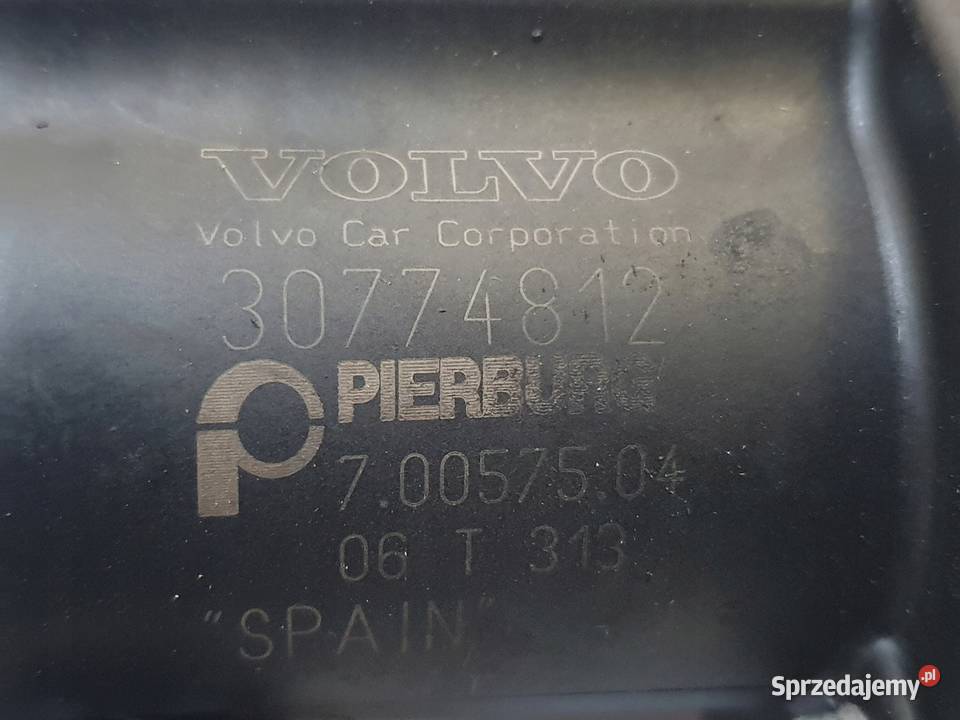 VOLVO
Volvo Car Corporation
30774812
PIERBURG
7.00575.04
06 T 313
"SPAIN"
Sprzedajemy.pl